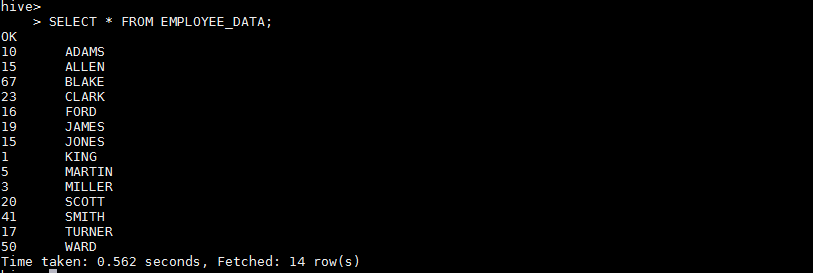 hive>
    > SELECT * FROM EMPLOYEE_DATA;
OK
10      ADAMS
15      ALLEN
67      BLAKE
23      CLARK
16      FORD
19      JAMES
15      JONES
1       KING
5       MARTIN
3       MILLER
20      SCOTT
41      SMITH
17      TURNER
50      WARD
Time taken: 0.562 seconds, Fetched: 14 row(s)